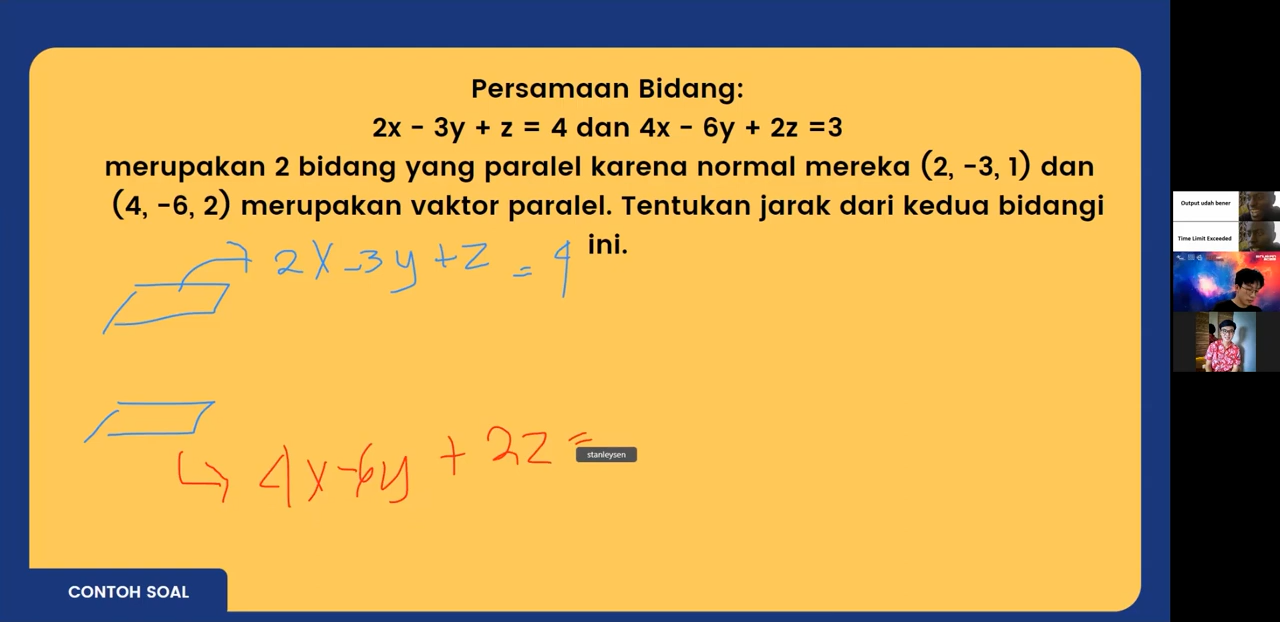 Persamaan Bidang:
2x - 3y + z = 4 dan 4x - 6y + 2z =3
merupakan 2 bidang yang paralel karena normal mereka (2, -3, 1) dan
(4, -6, 2) merupakan vaktor paralel. Tentukan jarak dari kedua bidangi
ini.
2x - 3y + z = 4
4x - 6y + 2z =
stanleysen
CONTOH SOAL
Output udah bener
Time Limit Exceeded